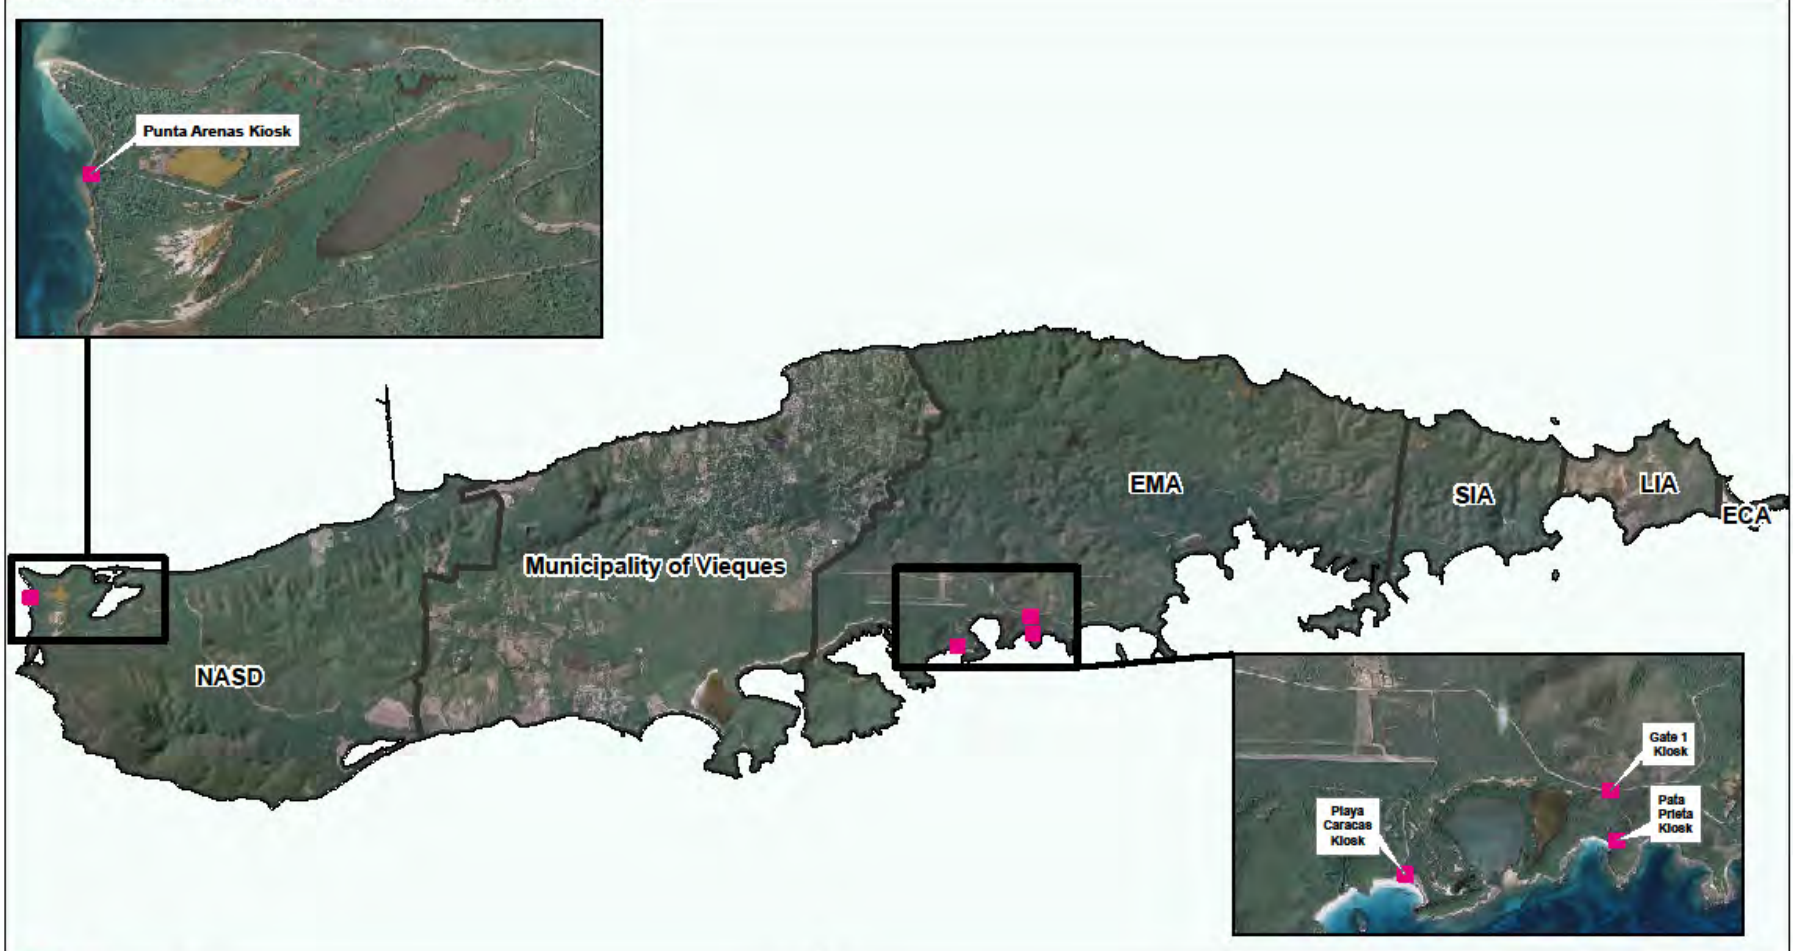 Punta Arenas Kiosk
EMA
SIA
LIA
ECA
Municipality of Vieques
NASD
Gate 1
Kiosk
Playa
Caracas
Kiosk
Pata
Prieta
Kiosk